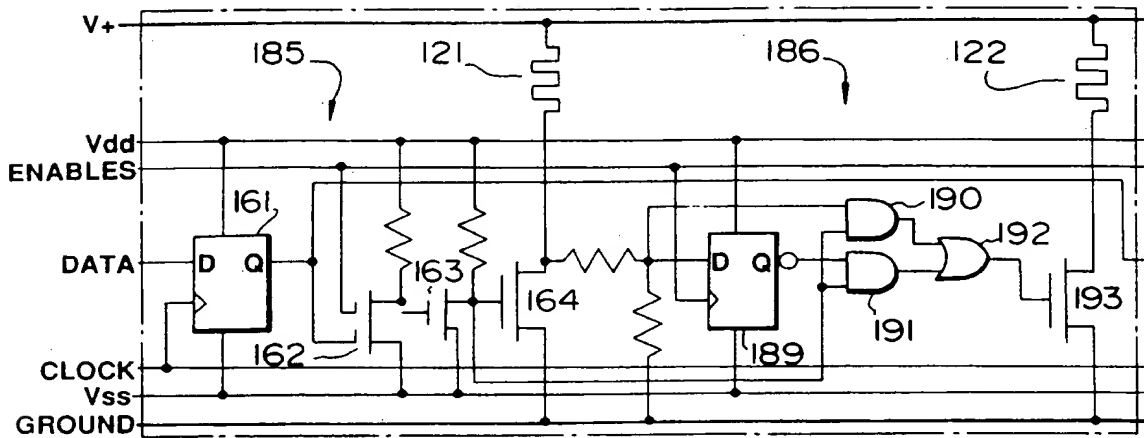 V+
185
121
186
122
Vdd
ENABLES
161
190
192
DATA
D Q
163
164
D Q
193
191
162
189
CLOCK
Vss
GROUND